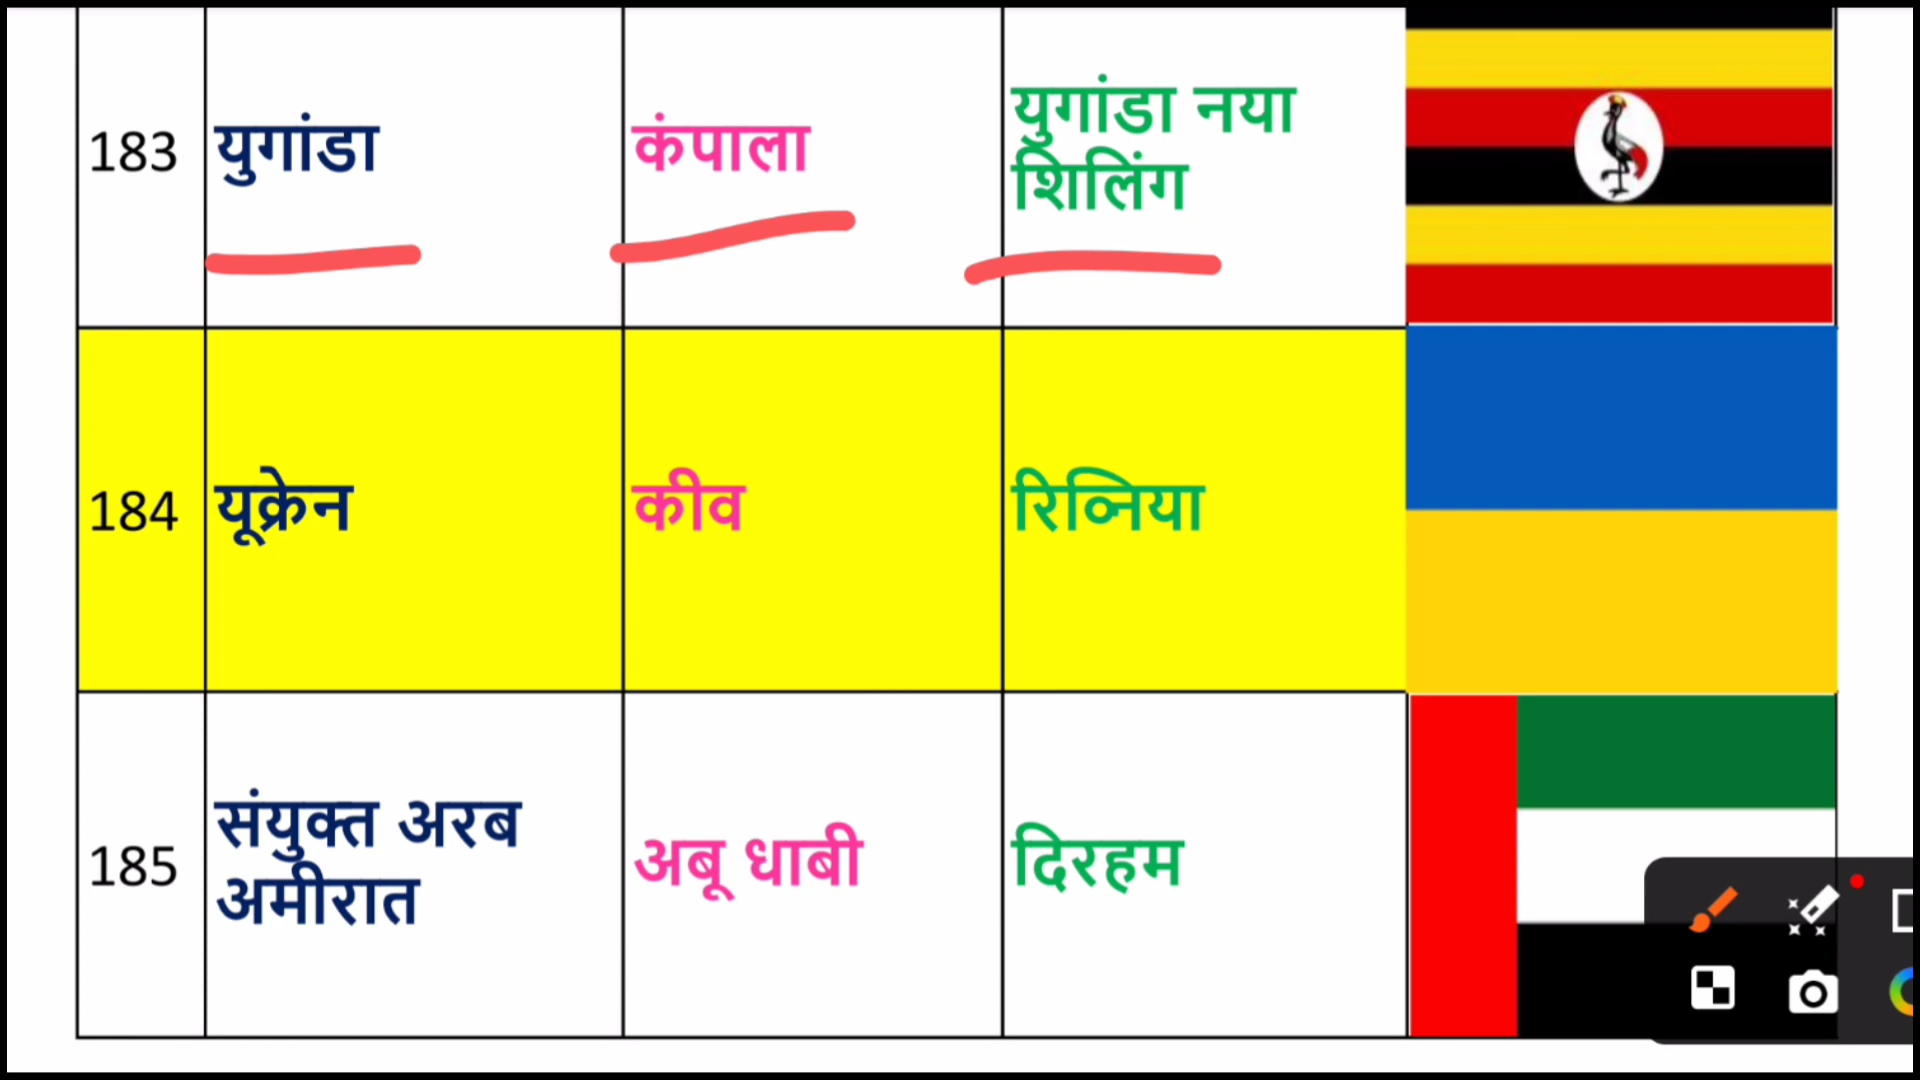 183 युगांडा कंपाला युगांडा नया
शिलिंग
184 यूक्रेन कीव रिव्निया
185 संयुक्त अरब अबू धाबी दिरहम
अमीरात